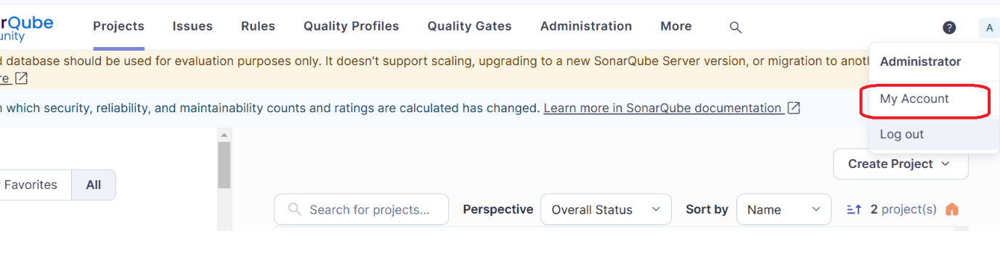 rQube
unity
Projects
Issues
Rules
Quality Profiles
Quality Gates
Administration
More
?
A
d database should be used for evaluation purposes only. It doesn't support scaling, upgrading to a new SonarQube Server version, or migration to anoth
re
Administrator
My Account
Log out
n which security, reliability, and maintainability counts and ratings are calculated has changed. Learn more in SonarQube documentation
Create Project
Favorites
All
Search for projects...
Perspective
Overall Status
Sort by
Name
2 project(s)